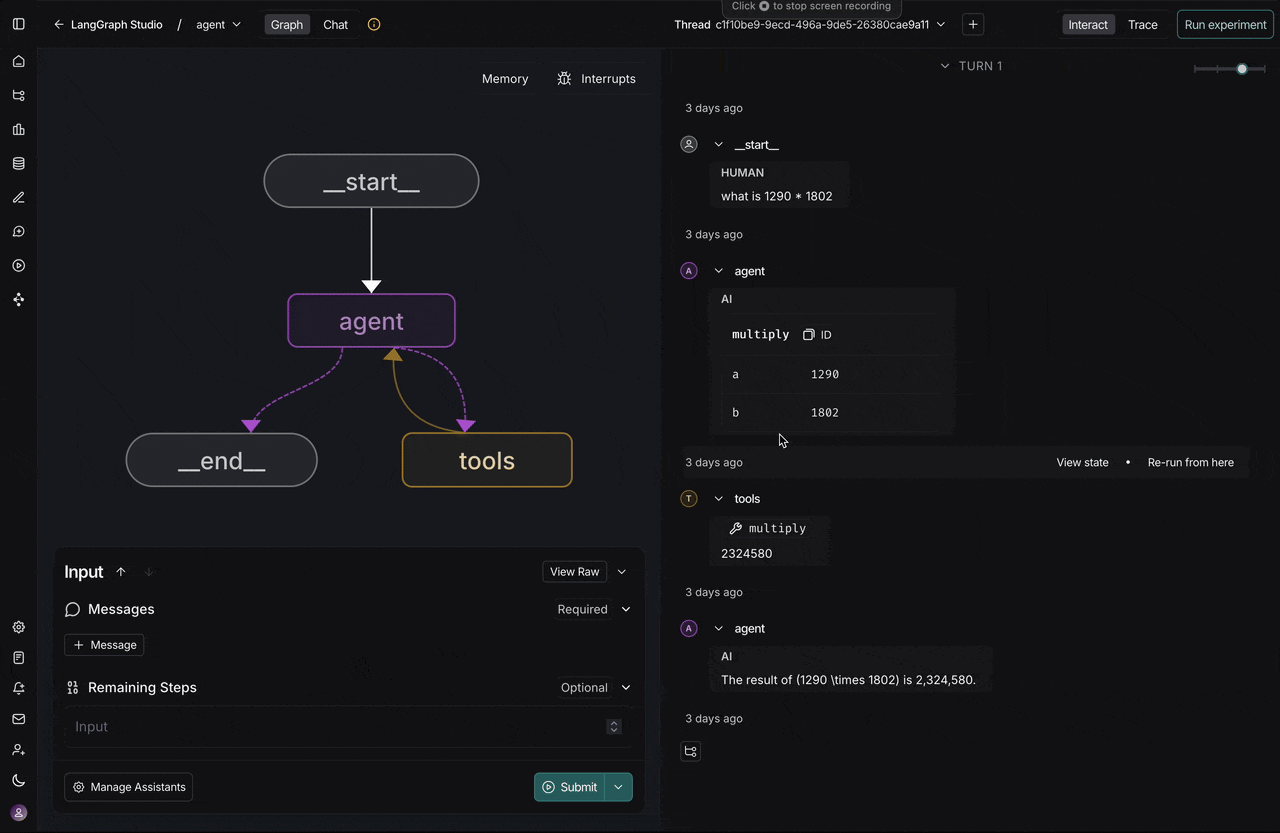 Click to stop screen recording
LangGraph Studio / agent Graph Chat
Thread c1f10be9-9ecd-496a-9de5-26380cae9a11 Interact Trace Run experiment
Memory Interrupts
__start__
agent
__end__ tools
Input View Raw
Messages Required
+ Message
01
10
Remaining Steps Optional
Input
Manage Assistants Submit
TURN 1
3 days ago
__start__
HUMAN
what is 1290 * 1802
3 days ago
A agent
AI
multiply ID
a 1290
b 1802
3 days ago View state • Re-run from here
T tools
multiply
2324580
3 days ago
A agent
AI
The result of (1290 \times 1802) is 2,324,580.
3 days ago